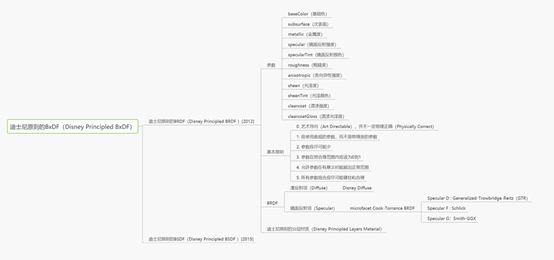 baseColor（基础色）
subsurface（次表面）
metallic（金属度）
specular（镜面反射强度）
specularTint（镜面反射颜色）
参数
roughness（粗糙度）
anisotropic（各向异性强度）
sheen（光泽度）
sheenTint（光泽颜色）
clearcoat（清漆强度）
clearcoatGloss（清漆光泽度）
迪士尼原则的BxDF（Disney Principled BxDF）
迪士尼原则的BRDF（Disney Principled BRDF）[2012]
0. 艺术导向（Art Directable），并不一定物理正确（Physically Correct）
1. 应使用直观的参数，而不是物理类的参数
基本原则
2. 参数应尽可能少
3. 参数在其合理范围内应该为0到1
4. 允许参数在有意义时超越正常范围
5. 所有参数组合应尽可能健壮和合理
漫反射项（Diffuse）
Disney Diffuse
BRDF
Specular D : Generalized-Trowbridge-Reitz（GTR）
镜面反射项（Specular）
microfacet Cook-Torrance BRDF
Specular F : Schlick
Specular G : Smith-GGX
迪士尼原则的分层材质（Disney Principled Layers Material）
迪士尼原则的BSDF（Disney Principled BSDF）[2015]